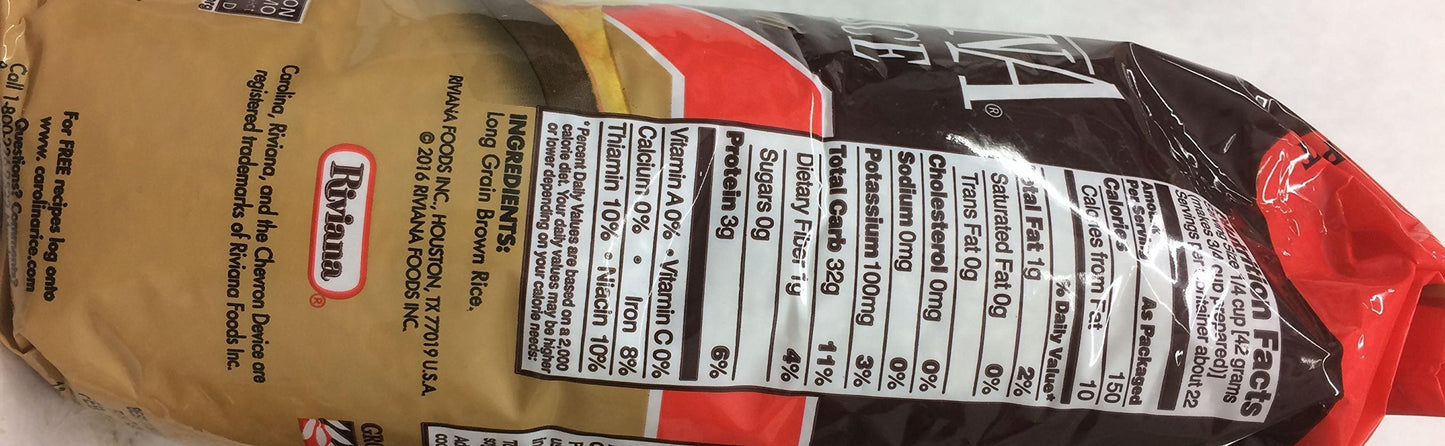 NA®
ICE
Nutrition Facts
Serving Size 1/4 cup [42 grams
(makes 3/4 cup prepared)]
Servings per container about 22
Amount
Per Serving As Packaged
Calories 150
Calories from Fat 10
% Daily Value*
Total Fat 1g 2%
Saturated Fat 0g 0%
Trans Fat 0g
Cholesterol 0mg 0%
Sodium 0mg 0%
Potassium 100mg 3%
Total Carb 32g 11%
Dietary Fiber 1g 4%
Sugars 0g
Protein 3g 6%
Vitamin A 0% • Vitamin C 0%
Calcium 0% • Iron 8%
Thiamin 10% • Niacin 10%
*Percent Daily Values are based on a 2,000
calorie diet. Your daily values may be higher
or lower depending on your calorie needs:
INGREDIENTS:
Long Grain Brown Rice.
RIVIANA FOODS INC., HOUSTON, TX 77019 U.S.A.
© 2016 RIVIANA FOODS INC.
Riviana®
Carolina, Riviana, and the Chevron Device are
registered trademarks of Riviana Foods Inc.
For FREE recipes log onto
www. carolinarice.com
Questions? Comments?
Call 1-800